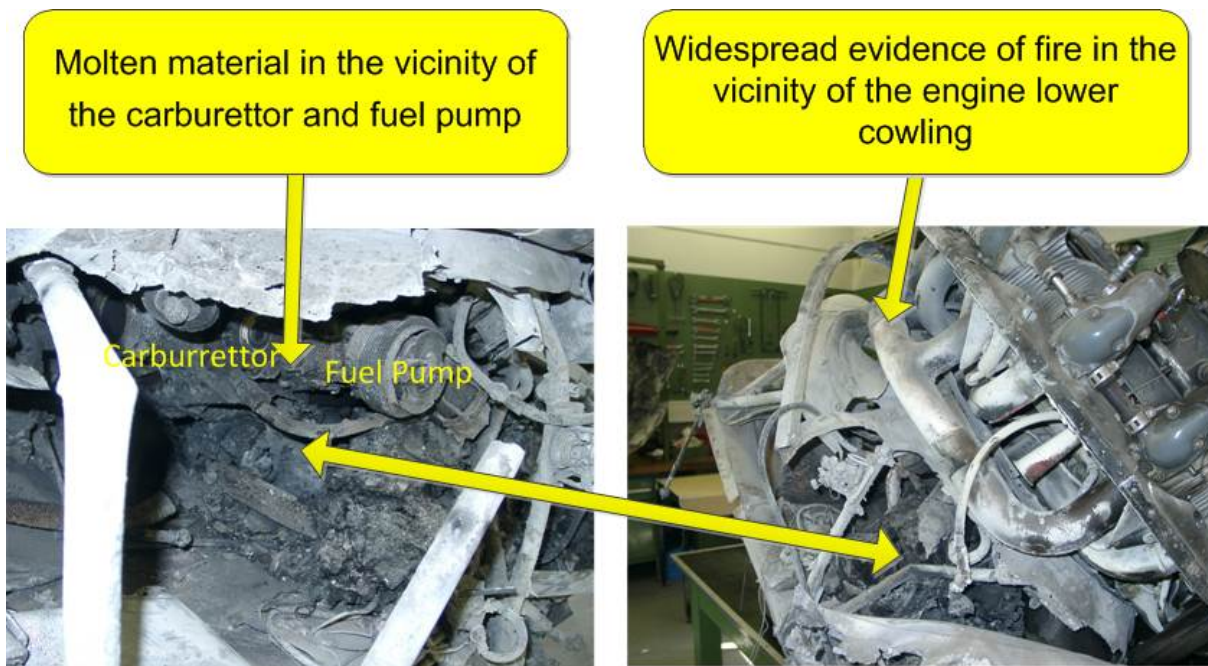 Molten material in the vicinity of
the carburettor and fuel pump
Widespread evidence of fire in the
vicinity of the engine lower
cowling
Carburrettor
Fuel Pump